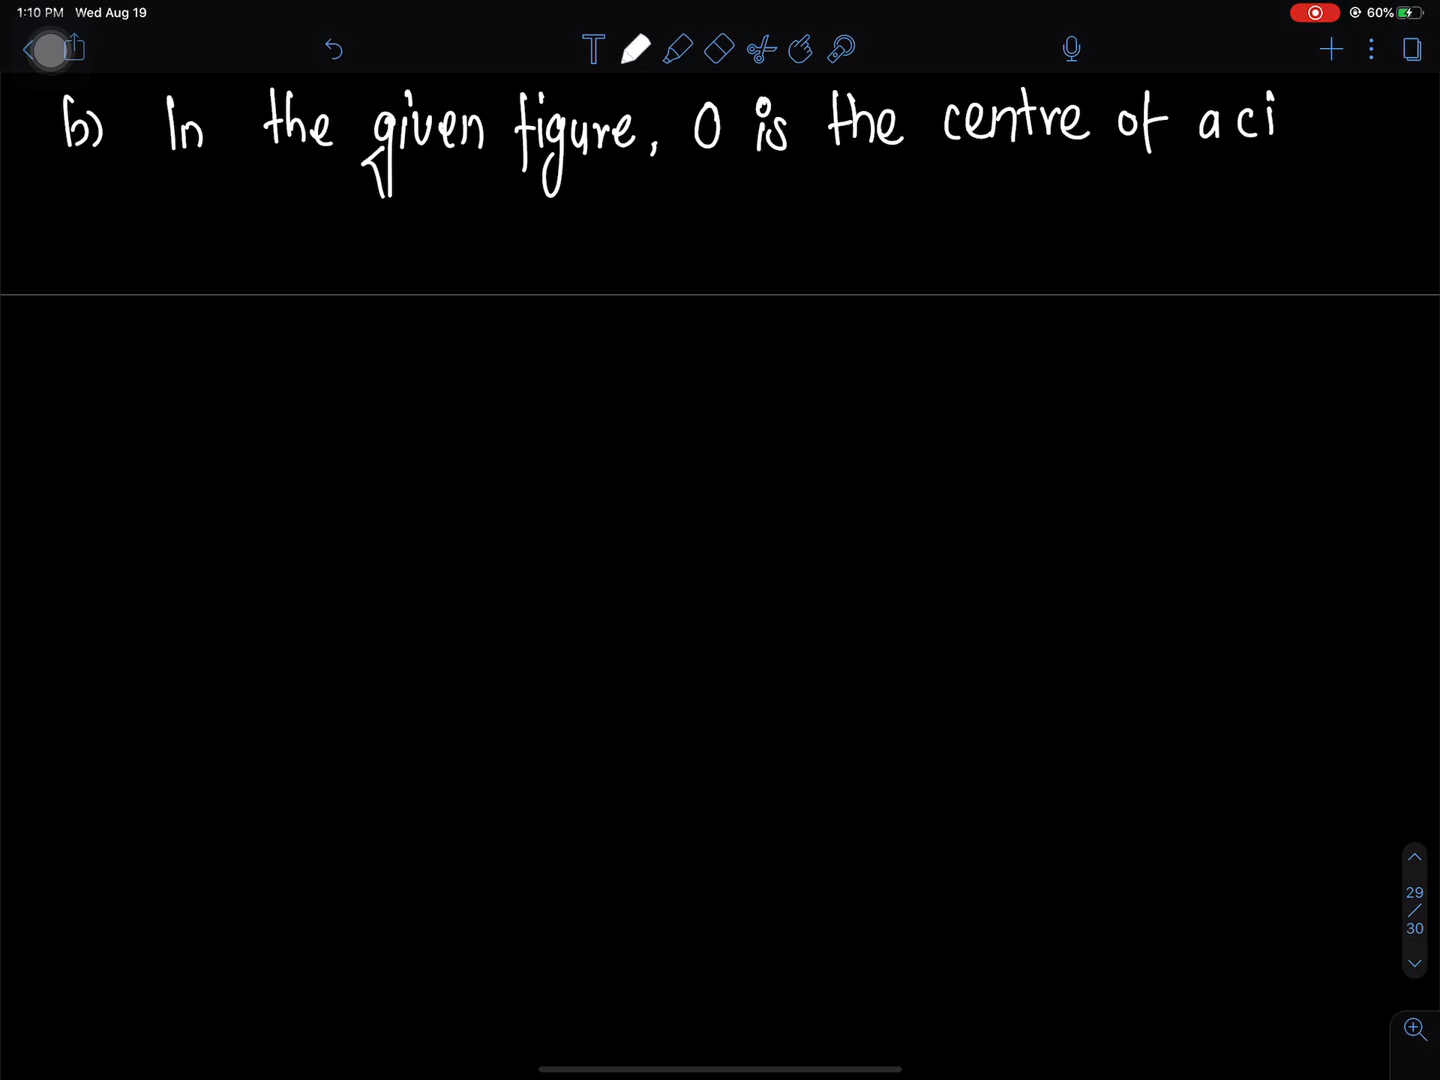 1:10 PM Wed Aug 19
60%
T
b) In the given figure, O is the centre of a ci
29
30